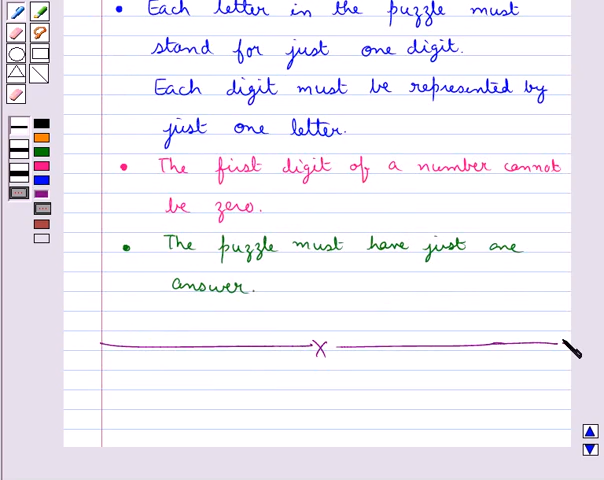 • Each letter in the puzzle must
stand for just one digit.
Each digit must be represented by
just one letter.
• The first digit of a number cannot
be zero.
• The puzzle must have just one
answer.
X